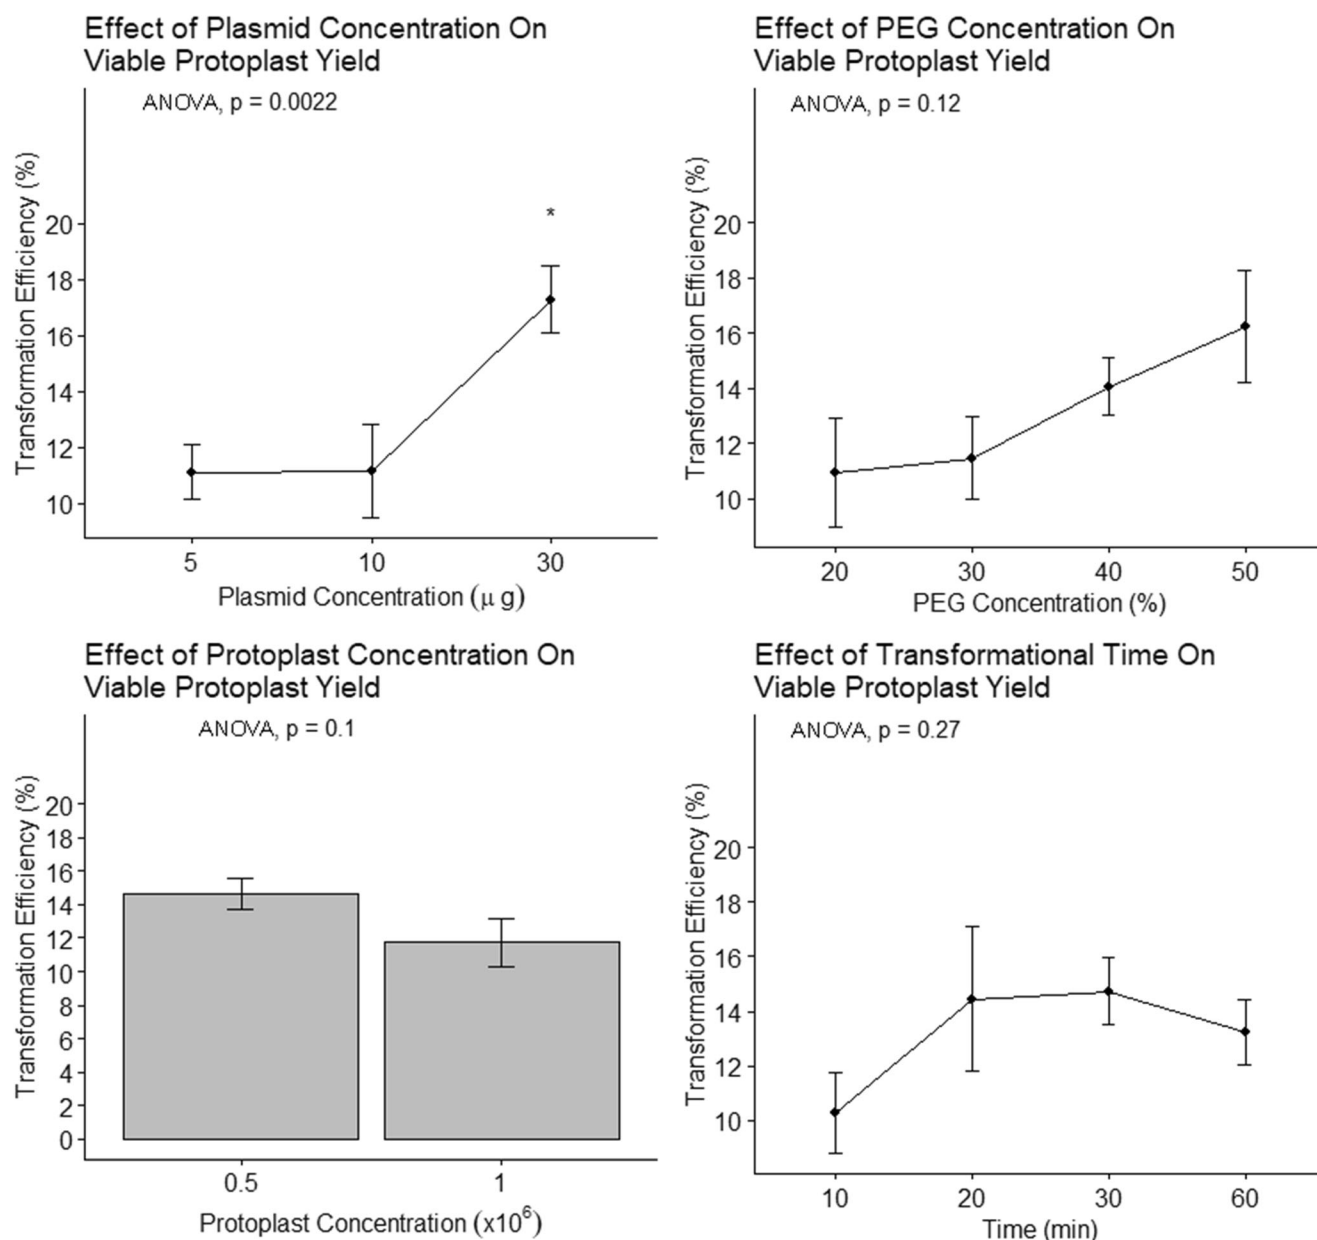 Effect of Plasmid Concentration On
Viable Protoplast Yield
ANOVA, p = 0.0022
Transformation Efficiency (%)
20
18
16
14
12
10
*
5 10 30
Plasmid Concentration (μ g)
Effect of PEG Concentration On
Viable Protoplast Yield
ANOVA, p = 0.12
Transformation Efficiency (%)
20
18
16
14
12
10
20 30 40 50
PEG Concentration (%)
Effect of Protoplast Concentration On
Viable Protoplast Yield
ANOVA, p = 0.1
Transformation Efficiency (%)
20
18
16
14
12
10
8
6
4
2
0
0.5 1
Protoplast Concentration (x10⁶)
Effect of Transformational Time On
Viable Protoplast Yield
ANOVA, p = 0.27
Transformation Efficiency (%)
20
18
16
14
12
10
10 20 30 60
Time (min)